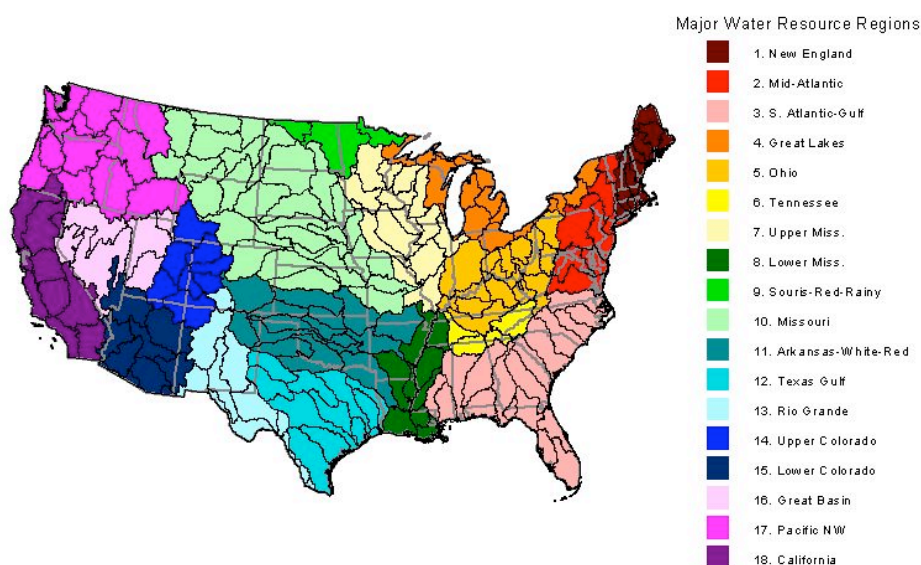 Major Water Resource Regions
1. New England
2. Mid-Atlantic
3. S. Atlantic-Gulf
4. Great Lakes
5. Ohio
6. Tennessee
7. Upper Miss.
8. Lower Miss.
9. Souris-Red-Rainy
10. Missouri
11. Arkansas-White-Red
12. Texas Gulf
13. Rio Grande
14. Upper Colorado
15. Lower Colorado
16. Great Basin
17. Pacific NW
18. California